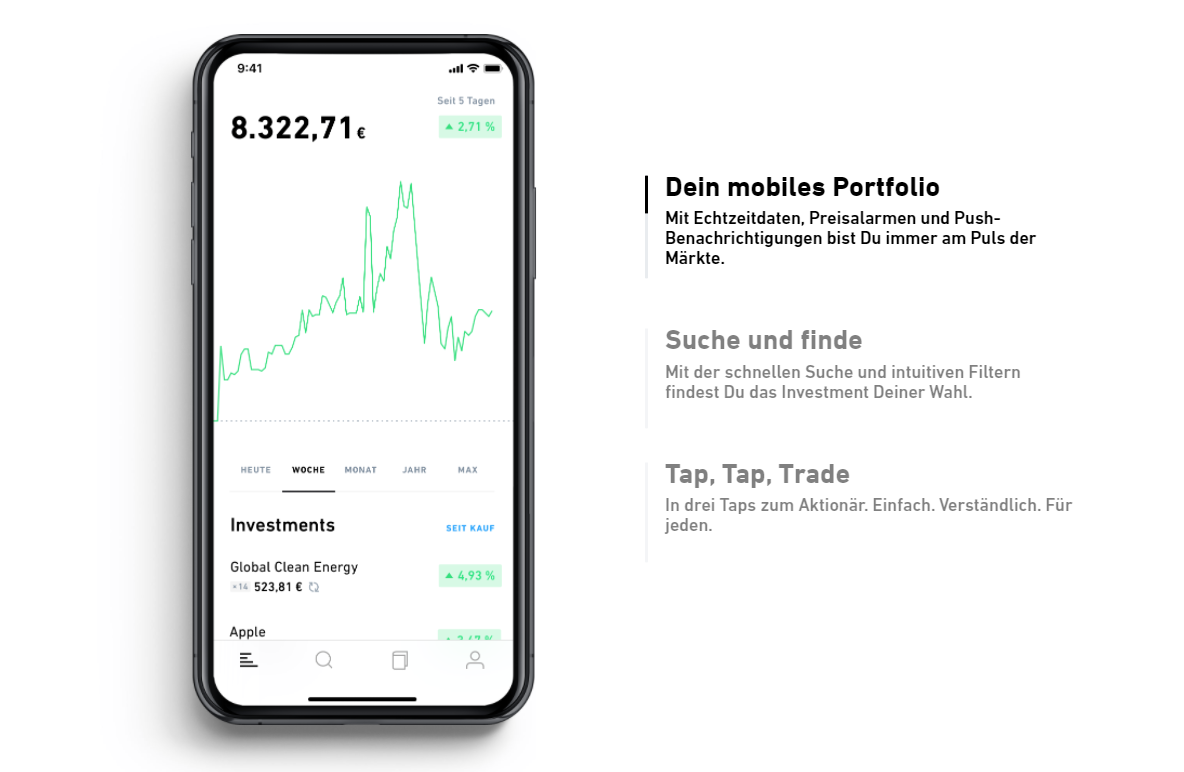 9:41
Seit 5 Tagen
8.322,71 €
2,71 %
HEUTE WOCHE MONAT JAHR MAX
Investments SEIT KAUF
Global Clean Energy
×14 523,81 €
4,93 %
Apple
Dein mobiles Portfolio
Mit Echtzeitdaten, Preisalarmen und Push-
Benachrichtigungen bist Du immer am Puls der
Märkte.
Suche und finde
Mit der schnellen Suche und intuitiven Filtern
findest Du das Investment Deiner Wahl.
Tap, Tap, Trade
In drei Taps zum Aktionär. Einfach. Verständlich. Für
jeden.